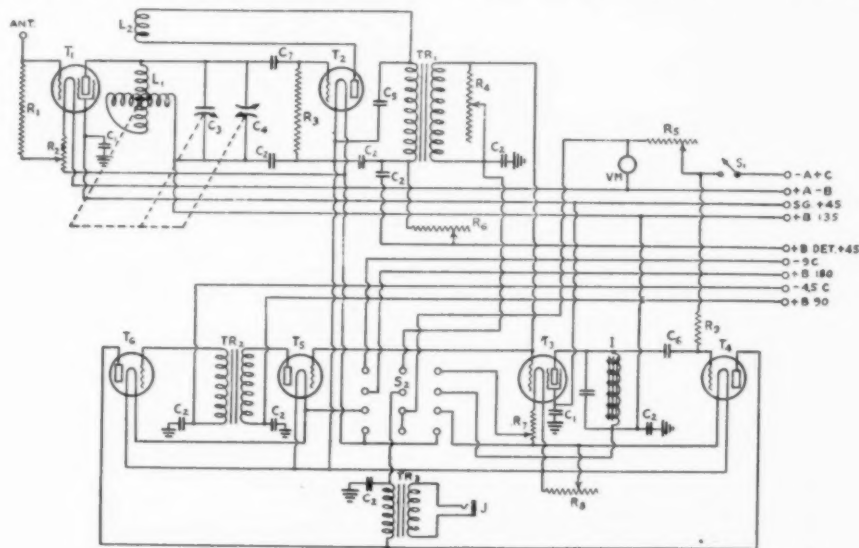 ANT.
L2
T1
C7
T2
TR1
L1
R4
R1
C5
R5
C3
C4
R3
R2
C
C2
C2
C2
C2
VM
S1
-A+C
+A-B
SG +45
+B 135
R6
+B DET.+45
-9C
+B 180
-4.5 C
+B 90
R9
T6
TR2
T5
T3
I
C6
T4
S2
C2
C2
R7
C1
C2
TR3
C2
J
R8